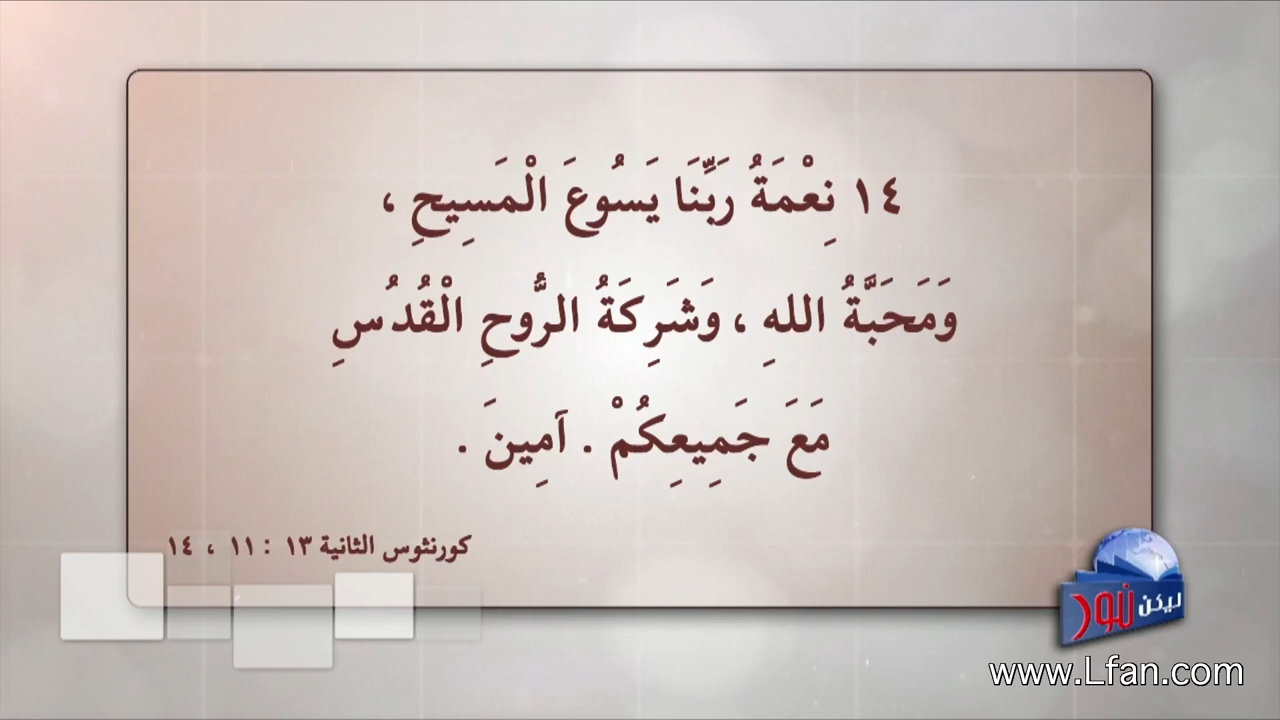 ١٤ نِعْمَةُ رَبِّنَا يَسُوعَ الْمَسِيحِ ،
وَمَحَبَّةُ اللهِ ، وَشَرِكَةُ الرُّوحِ الْقُدُسِ
مَعَ جَمِيعِكُمْ . آمِينَ .
كورنثوس الثانية ١٣ : ١١ ، ١٤
ليكن نور
www.Lfan.com